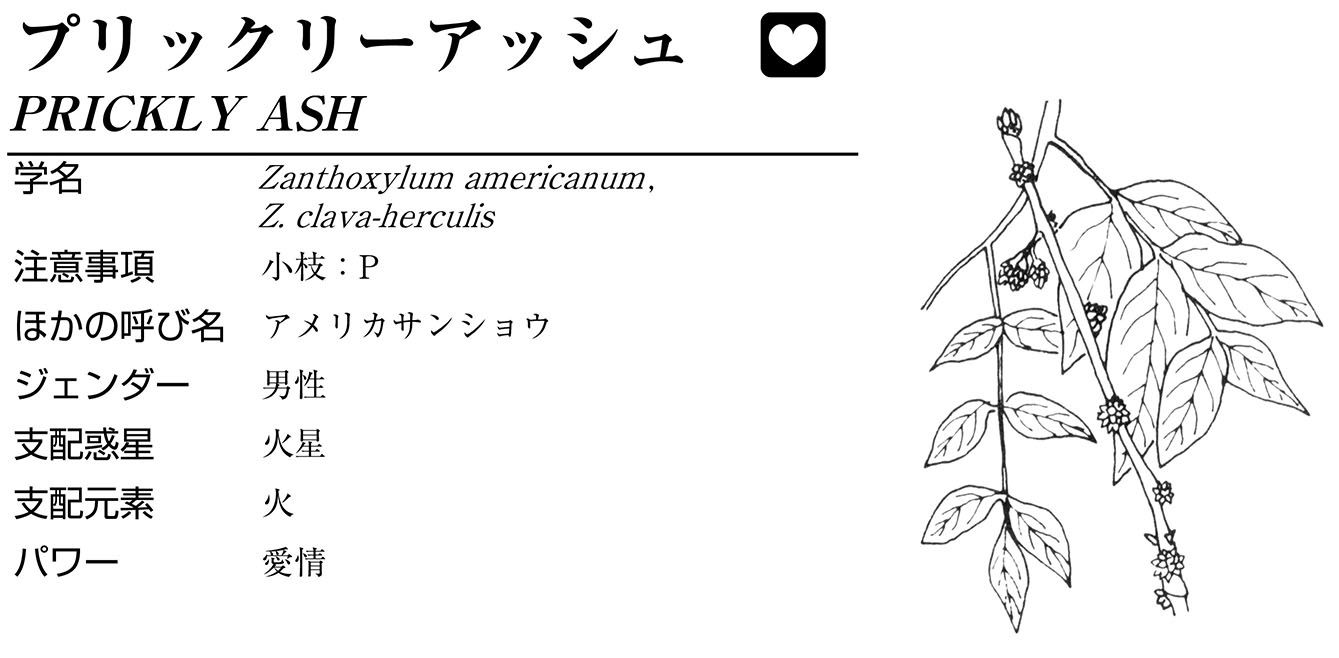 プリックリーアッシュ
PRICKLY ASH
学名 Zanthoxylum americanum,
Z. clava-herculis
注意事項 小枝：P
ほかの呼び名 アメリカサンショウ
ジェンダー 男性
支配惑星 火星
支配元素 火
パワー 愛情